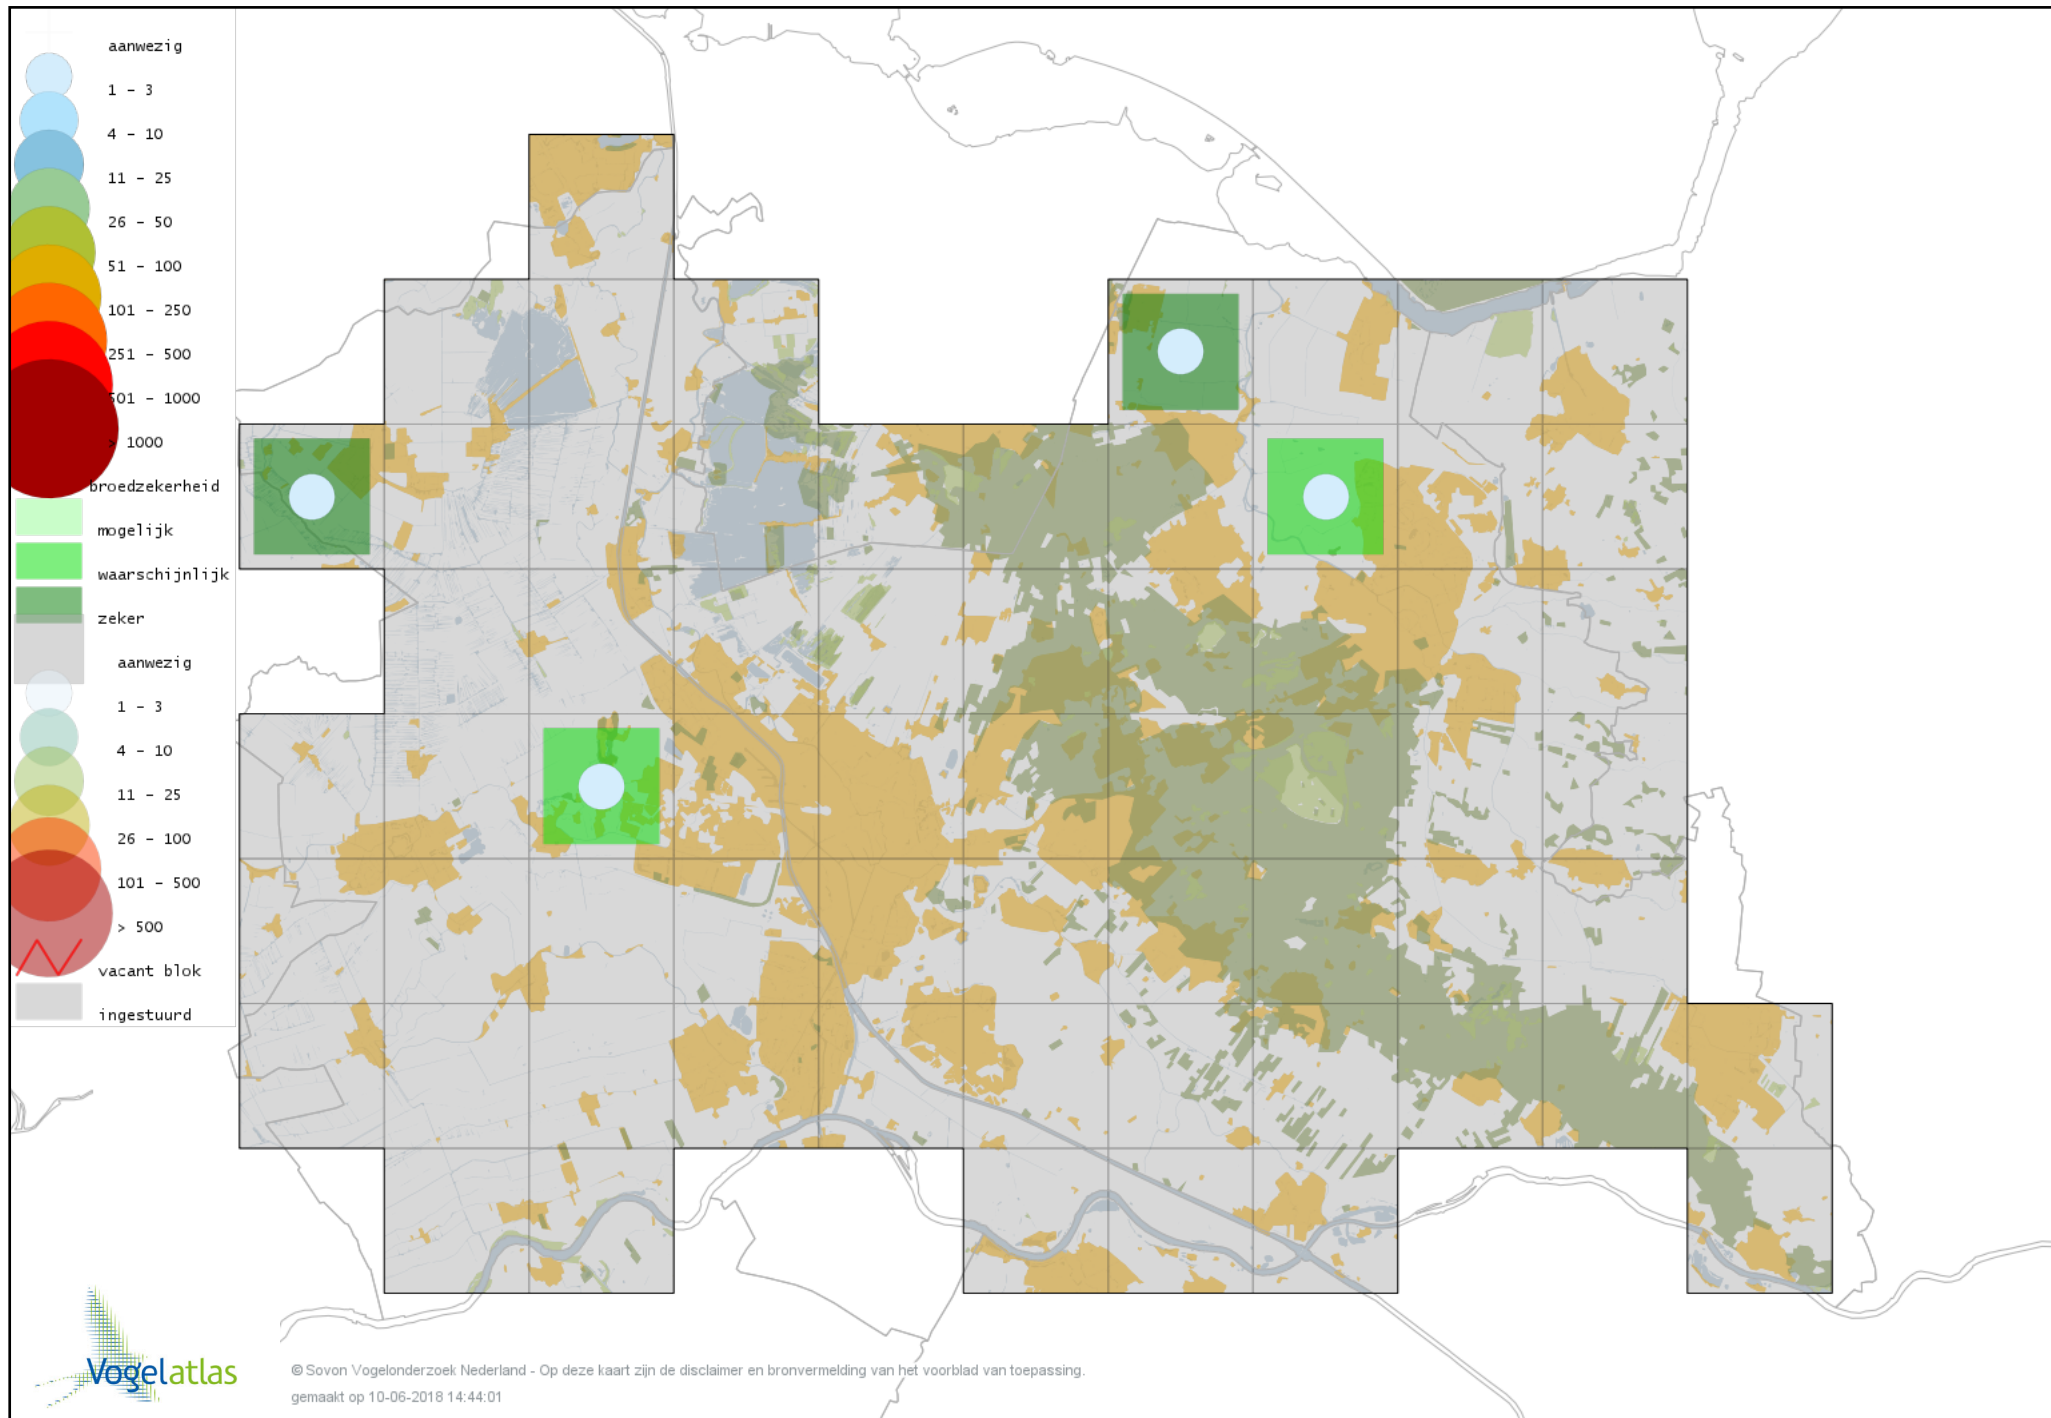 aanwezig
1 - 3
4 - 10
11 - 25
26 - 50
51 - 100
101 - 250
251 - 500
501 - 1000
> 1000
broedzekerheid
mogelijk
waarschijnlijk
zeker
aanwezig
1 - 3
4 - 10
11 - 25
26 - 100
101 - 500
> 500
vacant blok
ingestuurd
Vogelatlas
© Sovon Vogelonderzoek Nederland - Op deze kaart zijn de disclaimer en bronvermelding van het voorblad van toepassing.
gemaakt op 10-06-2018 14:44:01